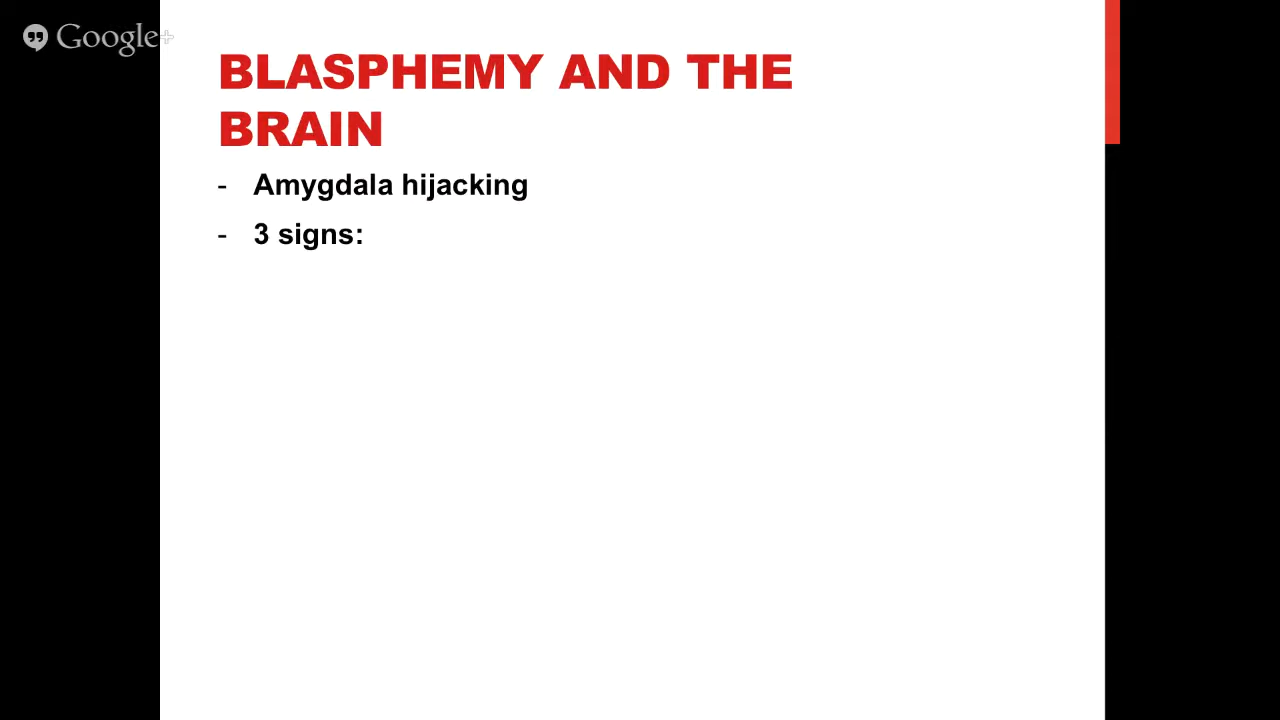 Google+
BLASPHEMY AND THE
BRAIN
- Amygdala hijacking
- 3 signs: